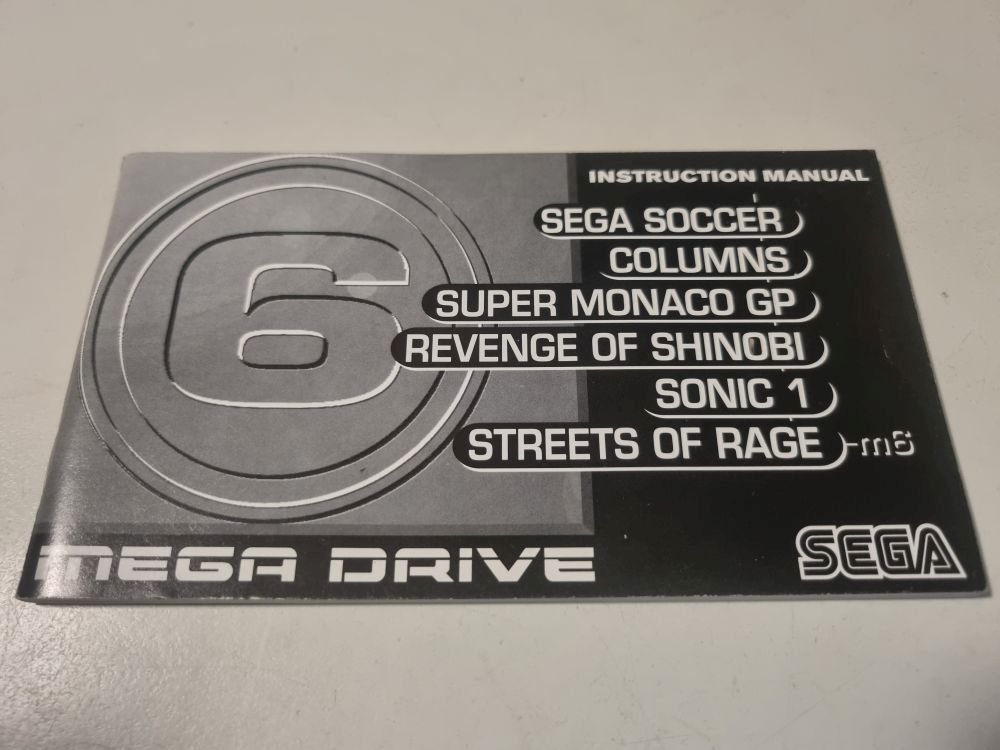 6
INSTRUCTION MANUAL
SEGA SOCCER
COLUMNS
SUPER MONACO GP
REVENGE OF SHINOBI
SONIC 1
STREETS OF RAGE
-m6
MEGA DRIVE
SEGA